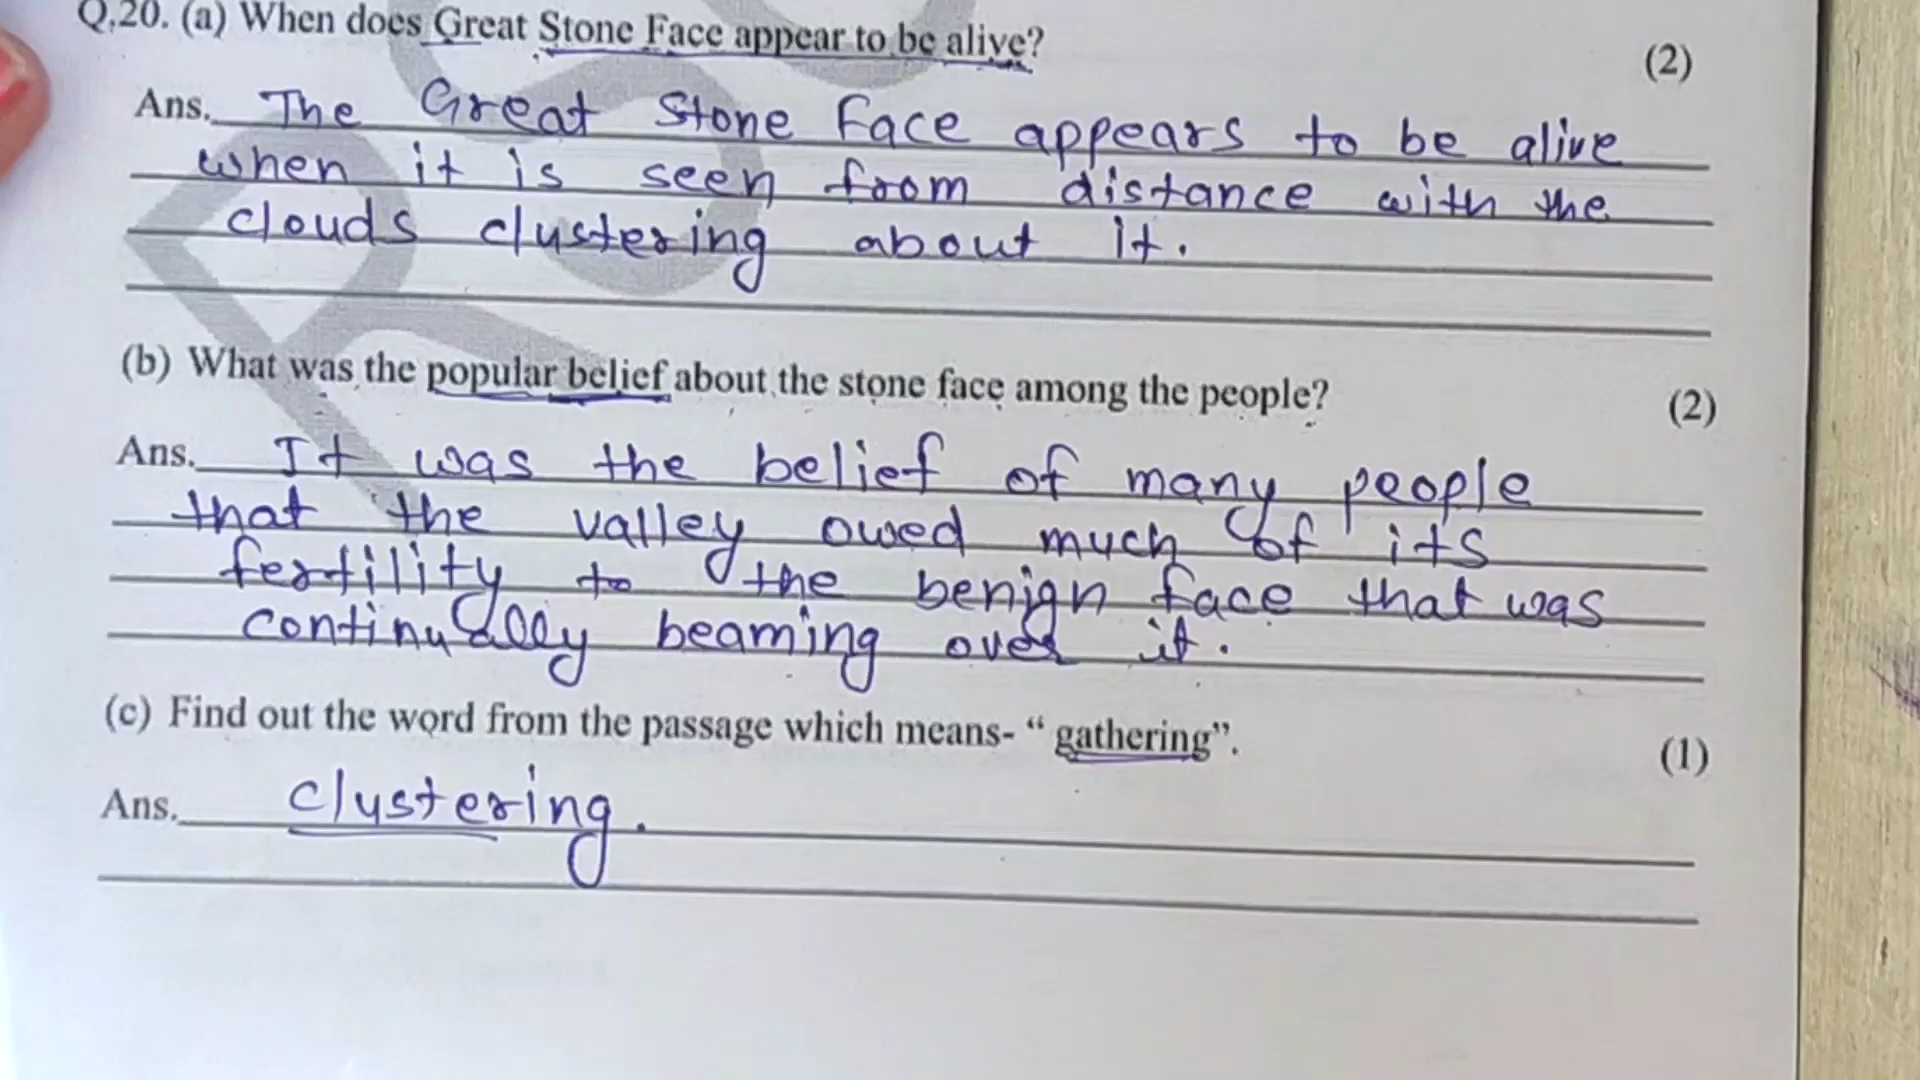 Q.20. (a) When does Great Stone Face appear to be alive? (2)
Ans. The Great Stone Face appears to be alive
when it is seen from distance with the
clouds clustering about it.
(b) What was the popular belief about the stone face among the people? (2)
Ans. It was the belief of many people
that the valley owed much of its
fertility to the benign face that was
continually beaming over it.
(c) Find out the word from the passage which means- “ gathering”. (1)
Ans. clustering.